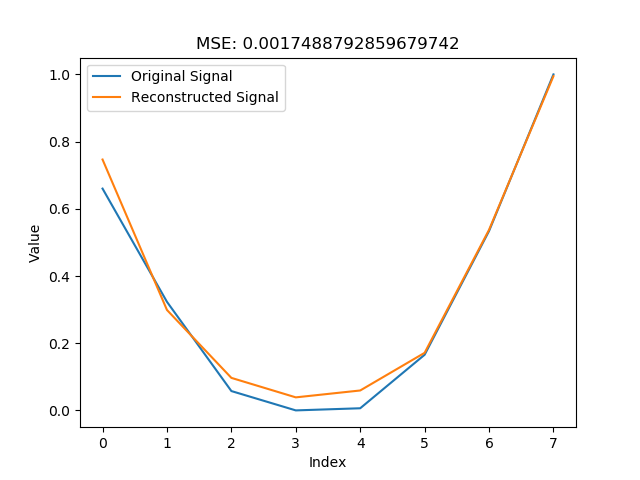 MSE: 0.0017488792859679742
Original Signal
Reconstructed Signal
1.0
0.8
0.6
0.4
0.2
0.0
Value
0 1 2 3 4 5 6 7
Index